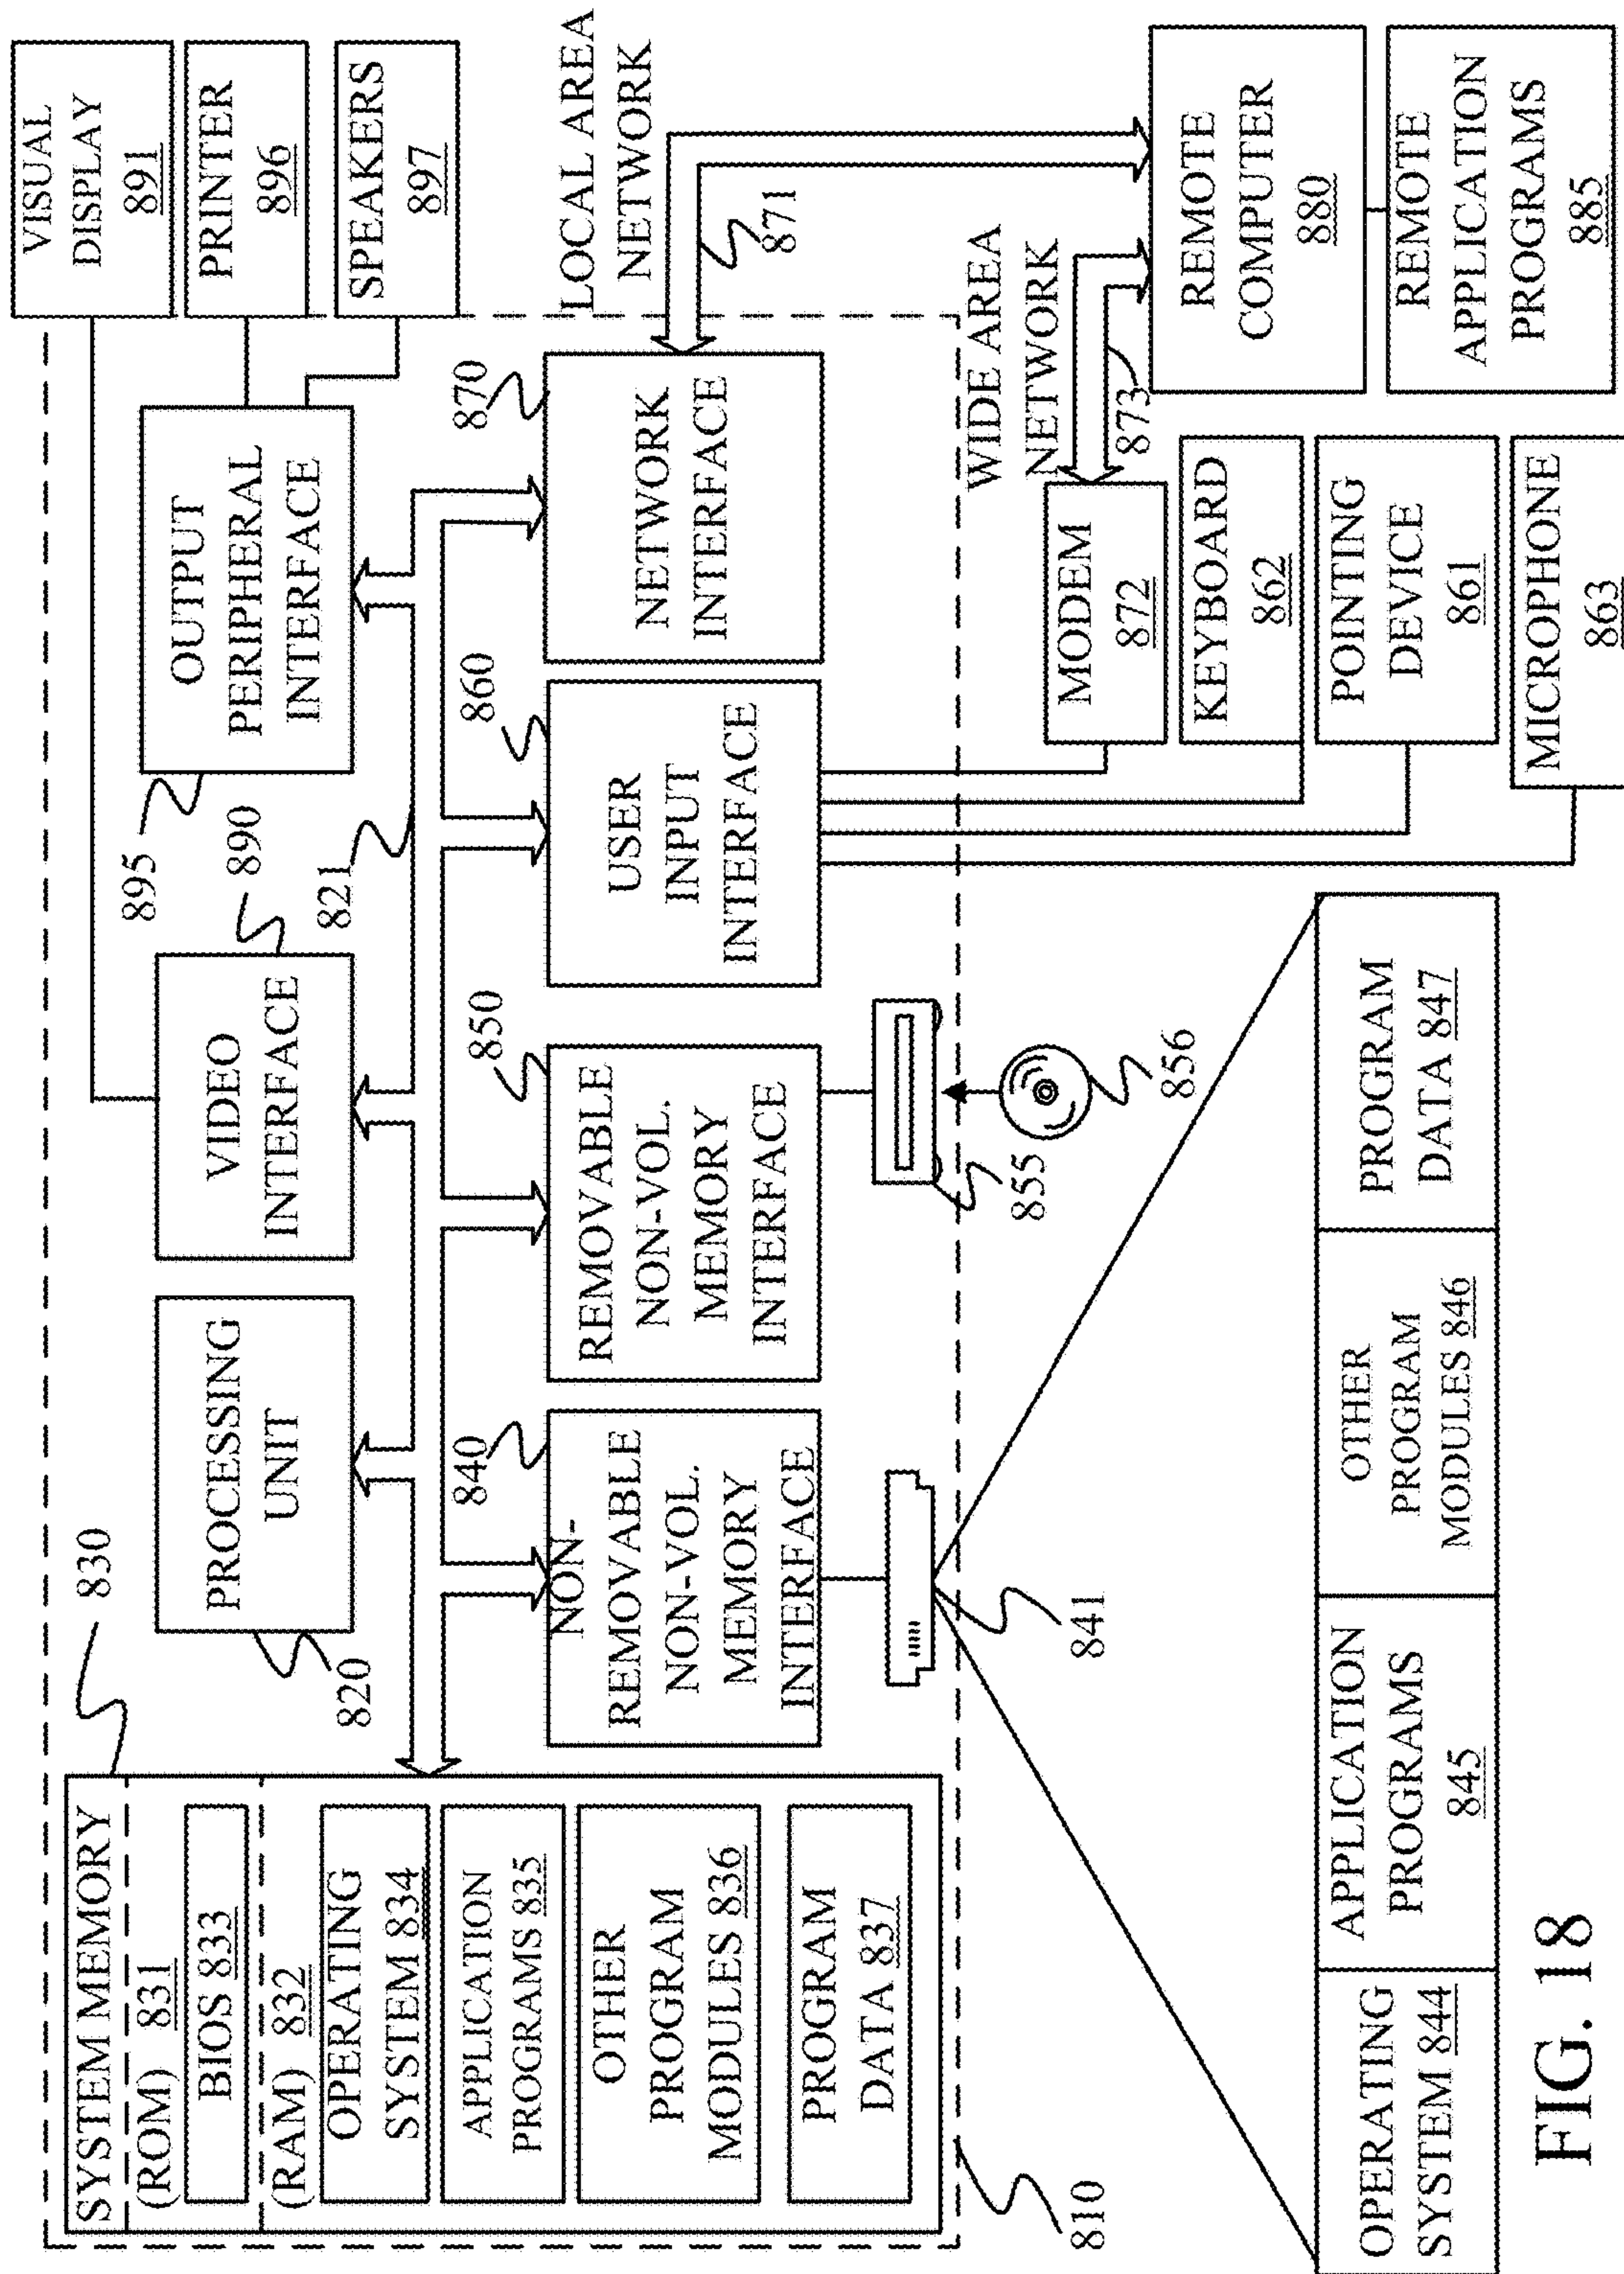 SYSTEM MEMORY
(ROM) 831
BIOS 833
(RAM) 832
OPERATING
SYSTEM 834
APPLICATION
PROGRAMS 835
OTHER
PROGRAM
MODULES 836
PROGRAM
DATA 837
810
830
820
PROCESSING
UNIT
VIDEO
INTERFACE
890
821
895
OUTPUT
PERIPHERAL
INTERFACE
VISUAL
DISPLAY
891
PRINTER
896
SPEAKERS
897
840
NON-
REMOVABLE
NON-VOL.
MEMORY
INTERFACE
850
REMOVABLE
NON-VOL.
MEMORY
INTERFACE
860
USER
INPUT
INTERFACE
870
NETWORK
INTERFACE
LOCAL AREA
NETWORK
871
841
855
856
WIDE AREA
NETWORK
873
MODEM
872
KEYBOARD
862
POINTING
DEVICE
861
MICROPHONE
863
REMOTE
COMPUTER
880
REMOTE
APPLICATION
PROGRAMS
885
OPERATING
SYSTEM 844
APPLICATION
PROGRAMS
845
OTHER
PROGRAM
MODULES 846
PROGRAM
DATA 847
FIG. 18